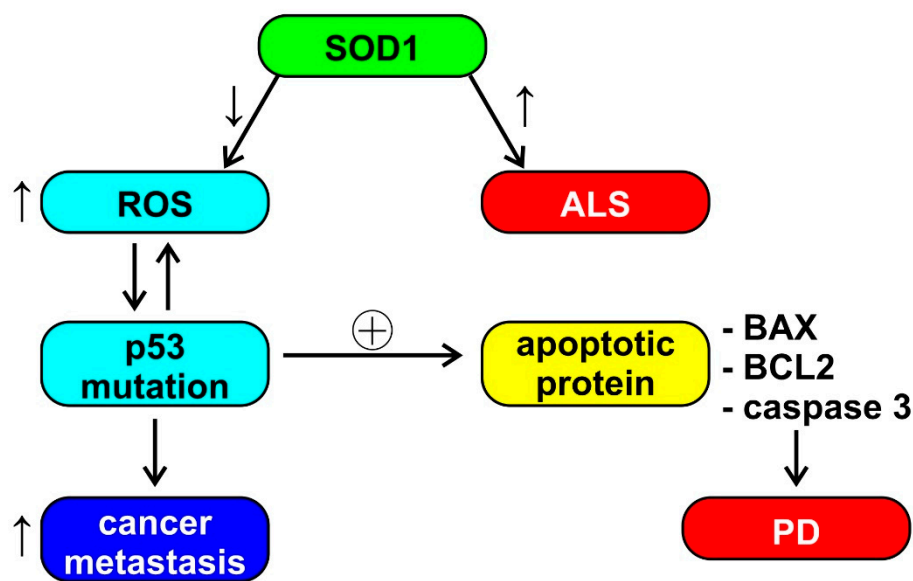 SOD1
↓
↑
↑
ROS
ALS
p53
mutation
+
apoptotic
protein
- BAX
- BCL2
- caspase 3
↑
cancer
metastasis
PD